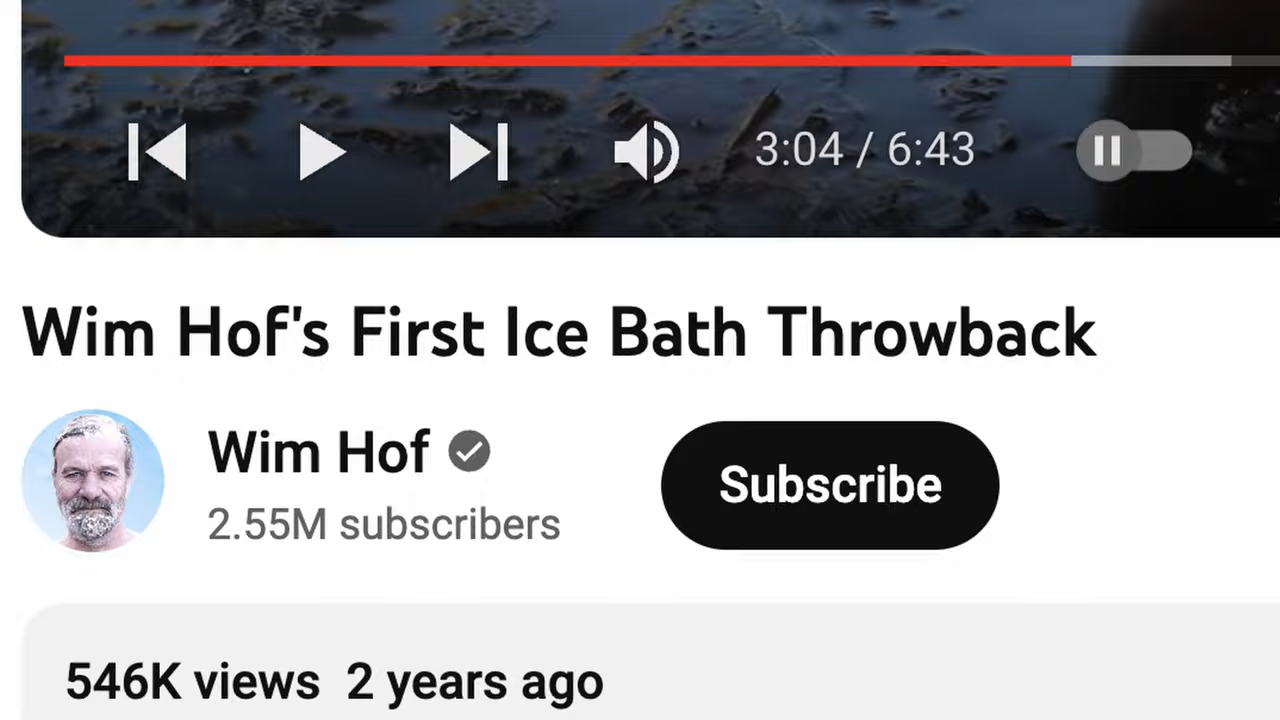 3:04 / 6:43
Wim Hof's First Ice Bath Throwback
Wim Hof
2.55M subscribers
Subscribe
546K views 2 years ago